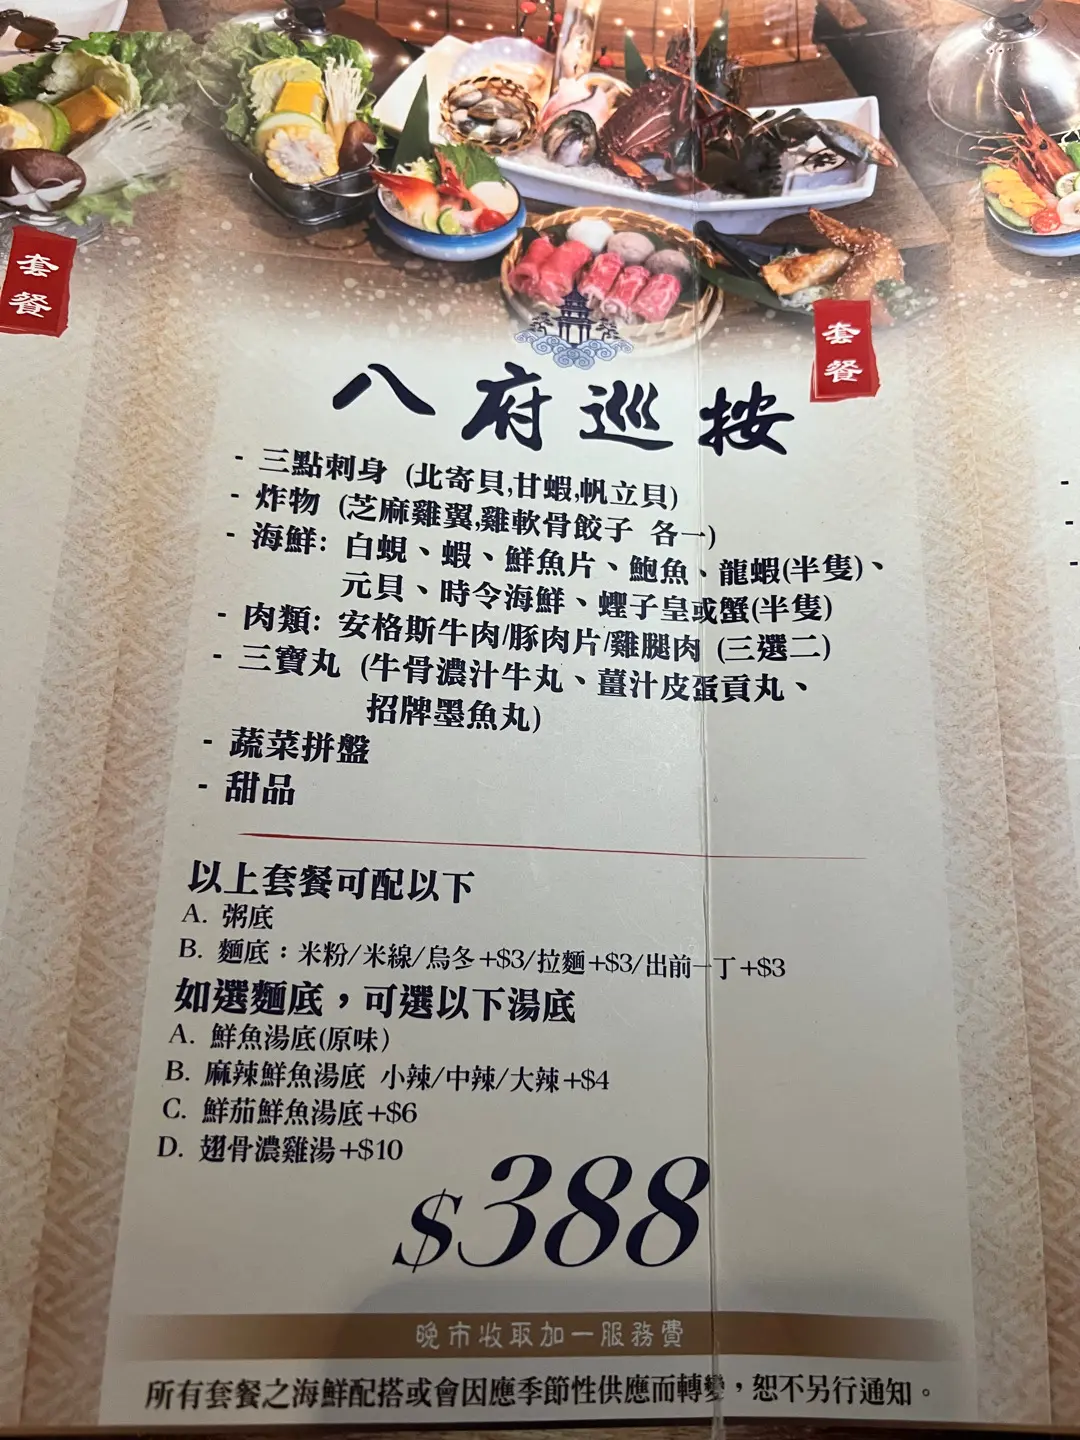 套餐
套餐
八府巡按
- 三點刺身 (北寄貝,甘蝦,帆立貝)
- 炸物 (芝麻雞翼,雞軟骨餃子 各一)
- 海鮮: 白蜆、蝦、鮮魚片、鮑魚、龍蝦(半隻)、
元貝、時令海鮮、蟶子皇或蟹(半隻)
- 肉類: 安格斯牛肉/豚肉片/雞腿肉 (三選二)
- 三寶丸 (牛骨濃汁牛丸、薑汁皮蛋貢丸、
招牌墨魚丸)
- 蔬菜拼盤
- 甜品
以上套餐可配以下
A. 粥底
B. 麵底：米粉/米線/烏冬+$3/拉麵+$3/出前一丁+$3
如選麵底，可選以下湯底
A. 鮮魚湯底(原味)
B. 麻辣鮮魚湯底 小辣/中辣/大辣+$4
C. 鮮茄鮮魚湯底+$6
D. 翅骨濃雞湯+$10
$388
晚市收取加一服務費
所有套餐之海鮮配搭或會因應季節性供應而轉變，恕不另行通知。